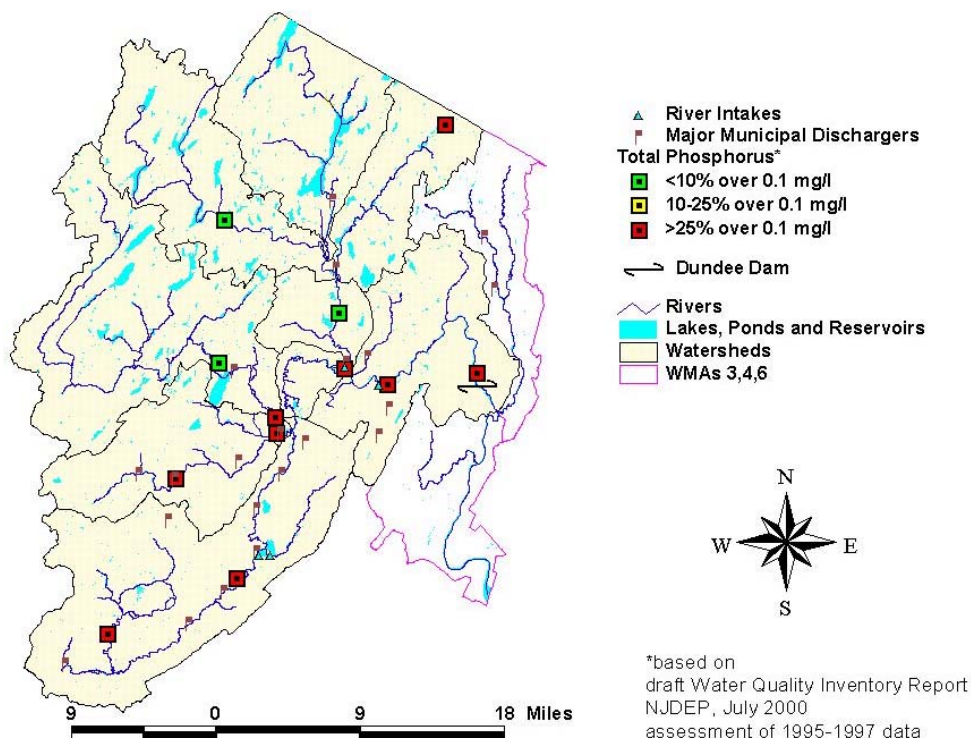 River Intakes
Major Municipal Dischargers
Total Phosphorus*
<10% over 0.1 mg/l
10-25% over 0.1 mg/l
>25% over 0.1 mg/l
Dundee Dam
Rivers
Lakes, Ponds and Reservoirs
Watersheds
WMAs 3,4,6
N
W E
S
*based on
draft Water Quality Inventory Report
NJDEP, July 2000
assessment of 1995-1997 data
9 0 9 18 Miles